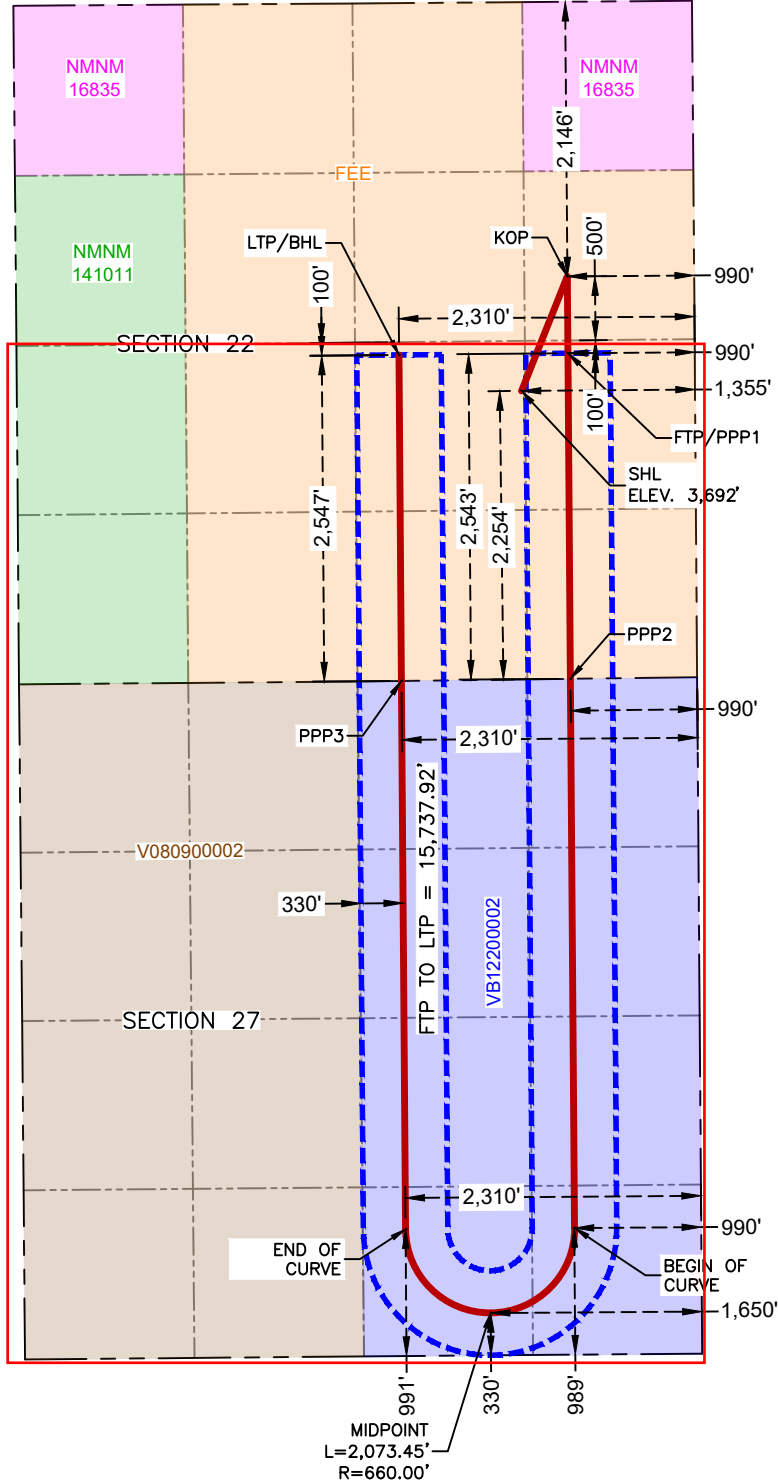 NMNM
16835
NMNM
16835
2,146'
FEE
NMNM
141011
LTP/BHL
KOP
500'
100'
990'
2,310'
SECTION 22
990'
1,355'
100'
FTP/PPP1
SHL
ELEV. 3,692'
2,547'
2,543'
2,254'
PPP2
990'
PPP3
2,310'
FTP TO LTP = 15,737.92'
V080900002
330'
VB12200002
SECTION 27
2,310'
990'
END OF
CURVE
BEGIN OF
CURVE
1,650'
991'
330'
989'
MIDPOINT
L=2,073.45'
R=660.00'